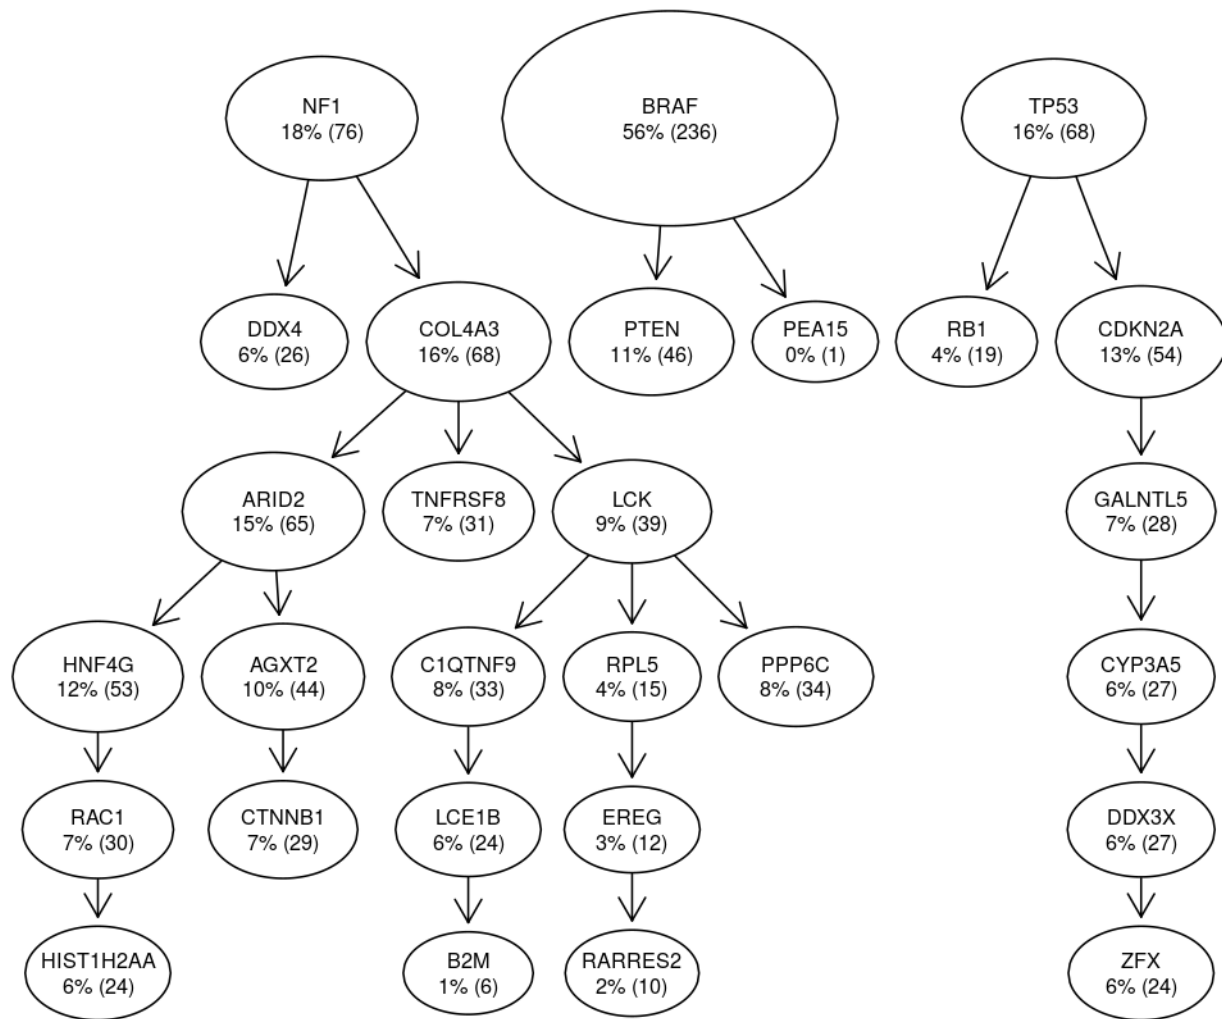 NF1
18% (76)
BRAF
56% (236)
TP53
16% (68)
DDX4
6% (26)
COL4A3
16% (68)
PTEN
11% (46)
PEA15
0% (1)
RB1
4% (19)
CDKN2A
13% (54)
ARID2
15% (65)
TNFRSF8
7% (31)
LCK
9% (39)
GALNTL5
7% (28)
HNF4G
12% (53)
AGXT2
10% (44)
C1QTNF9
8% (33)
RPL5
4% (15)
PPP6C
8% (34)
CYP3A5
6% (27)
RAC1
7% (30)
CTNNB1
7% (29)
LCE1B
6% (24)
EREG
3% (12)
DDX3X
6% (27)
HIST1H2AA
6% (24)
B2M
1% (6)
RARRES2
2% (10)
ZFX
6% (24)